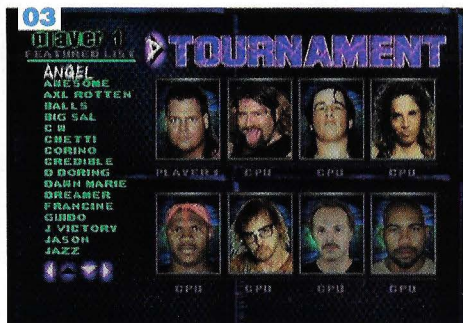 03
player 1
FEATURED LIST
TOURNAMENT
ANGEL
AWESOME
AXL ROTTEN
BALLS
BIG SAL
C W
CHETTI
CORINO
CREDIBLE
D DORING
DAWN MARIE
DREAMER
FRANCINE
GUIDO
J VICTORY
JASON
JAZZ
PLAYER 1 CPU CPU CPU
CPU CPU CPU CPU